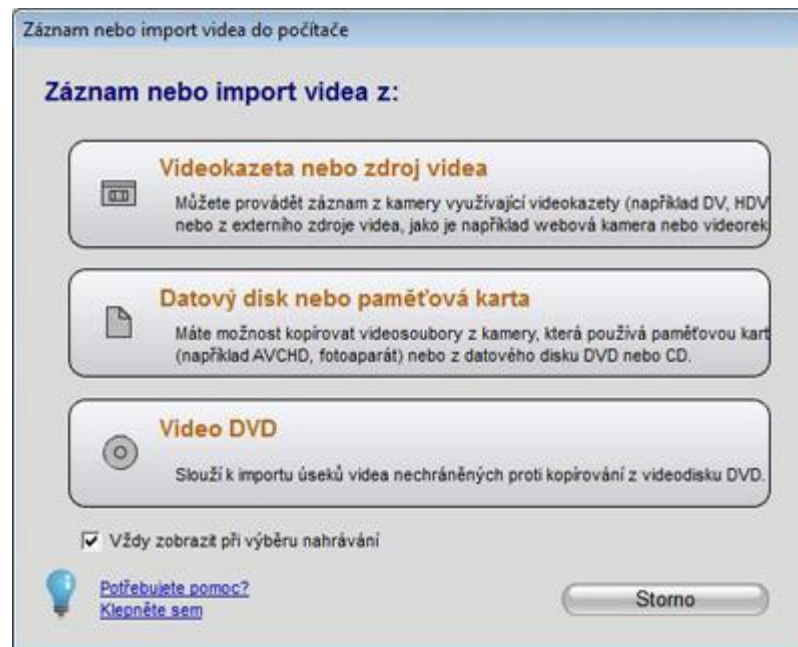 Záznam nebo import videa do počítače
Záznam nebo import videa z:
Videokazeta nebo zdroj videa
Můžete provádět záznam z kamery využívající videokazety (například DV, HDV
nebo z externího zdroje videa, jako je například webová kamera nebo videorek
Datový disk nebo paměťová karta
Máte možnost kopírovat videosoubory z kamery, která používá paměťovou kart
(například AVCHD, fotoaparát) nebo z datového disku DVD nebo CD.
Video DVD
Slouží k importu úseků videa nechráněných proti kopírování z videodisku DVD.
Vždy zobrazit při výběru nahrávání
Potřebujete pomoc?
Klepněte sem
Storno